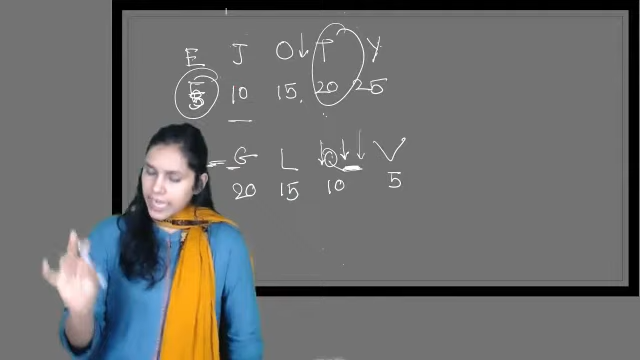 E J O ↓ T Y
5 10 15. 20 25
= G L ↓ Q ↓ ↓ V
20 15 10 5